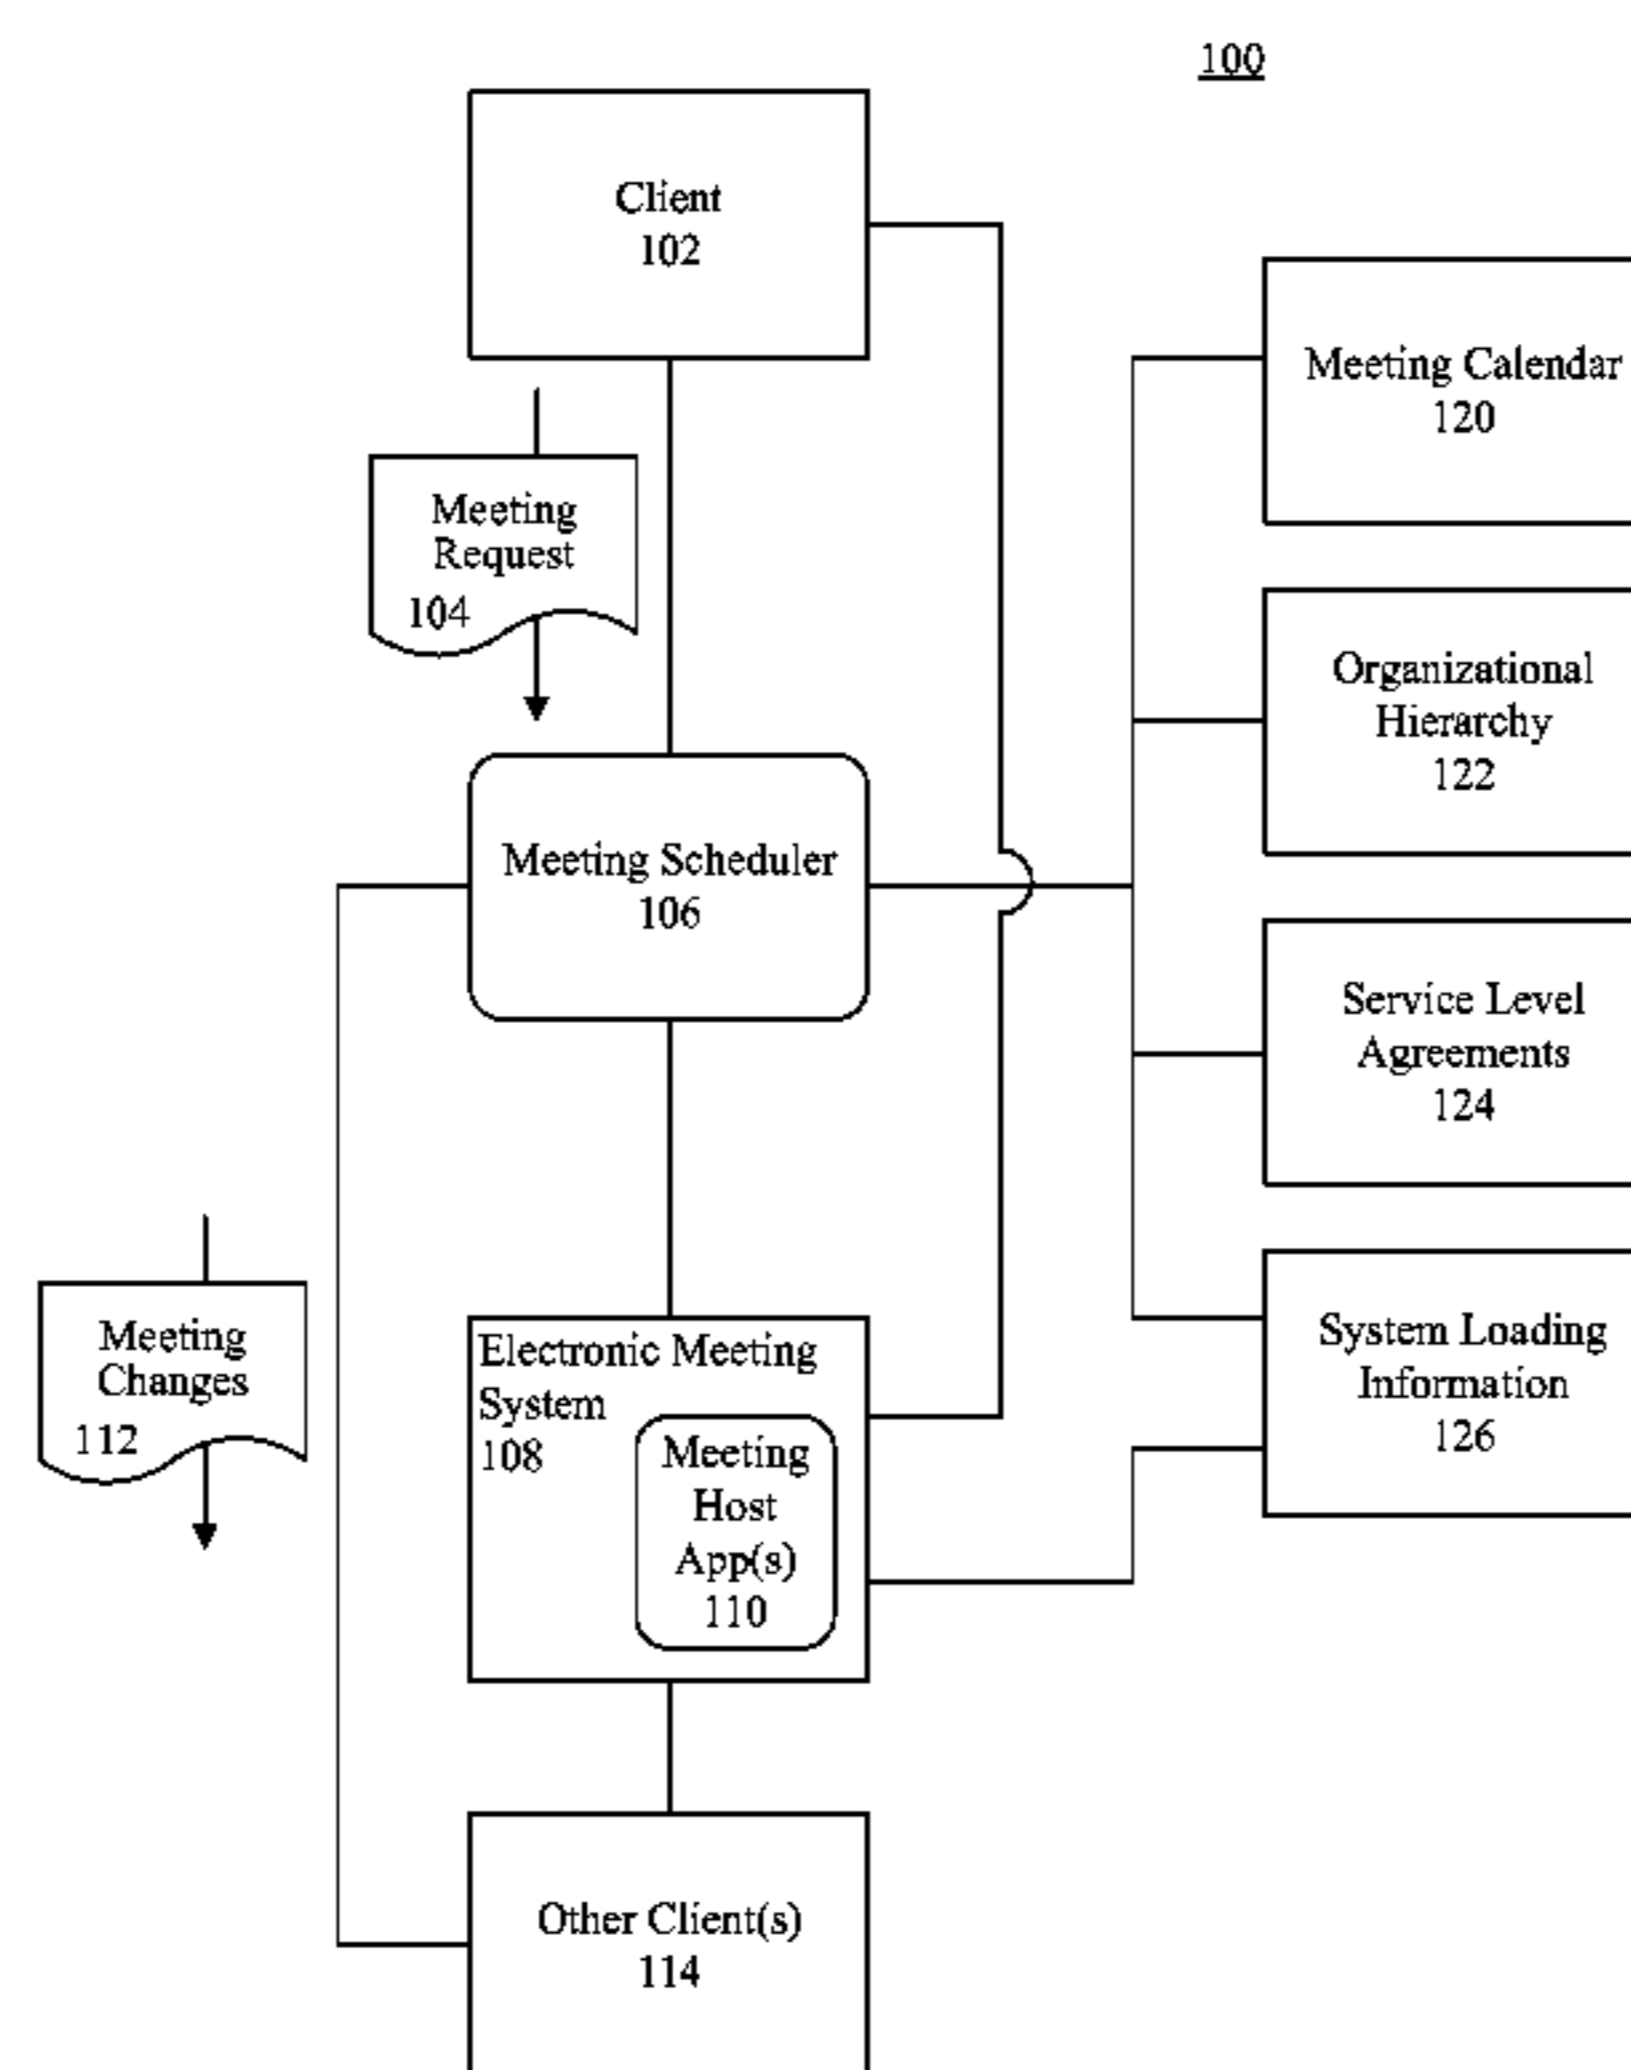 100
Client
102
Meeting
Request
104
Meeting Scheduler
106
Meeting Calendar
120
Organizational
Hierarchy
122
Service Level
Agreements
124
System Loading
Information
126
Meeting
Changes
112
Electronic Meeting
System
108
Meeting
Host
App(s)
110
Other Client(s)
114